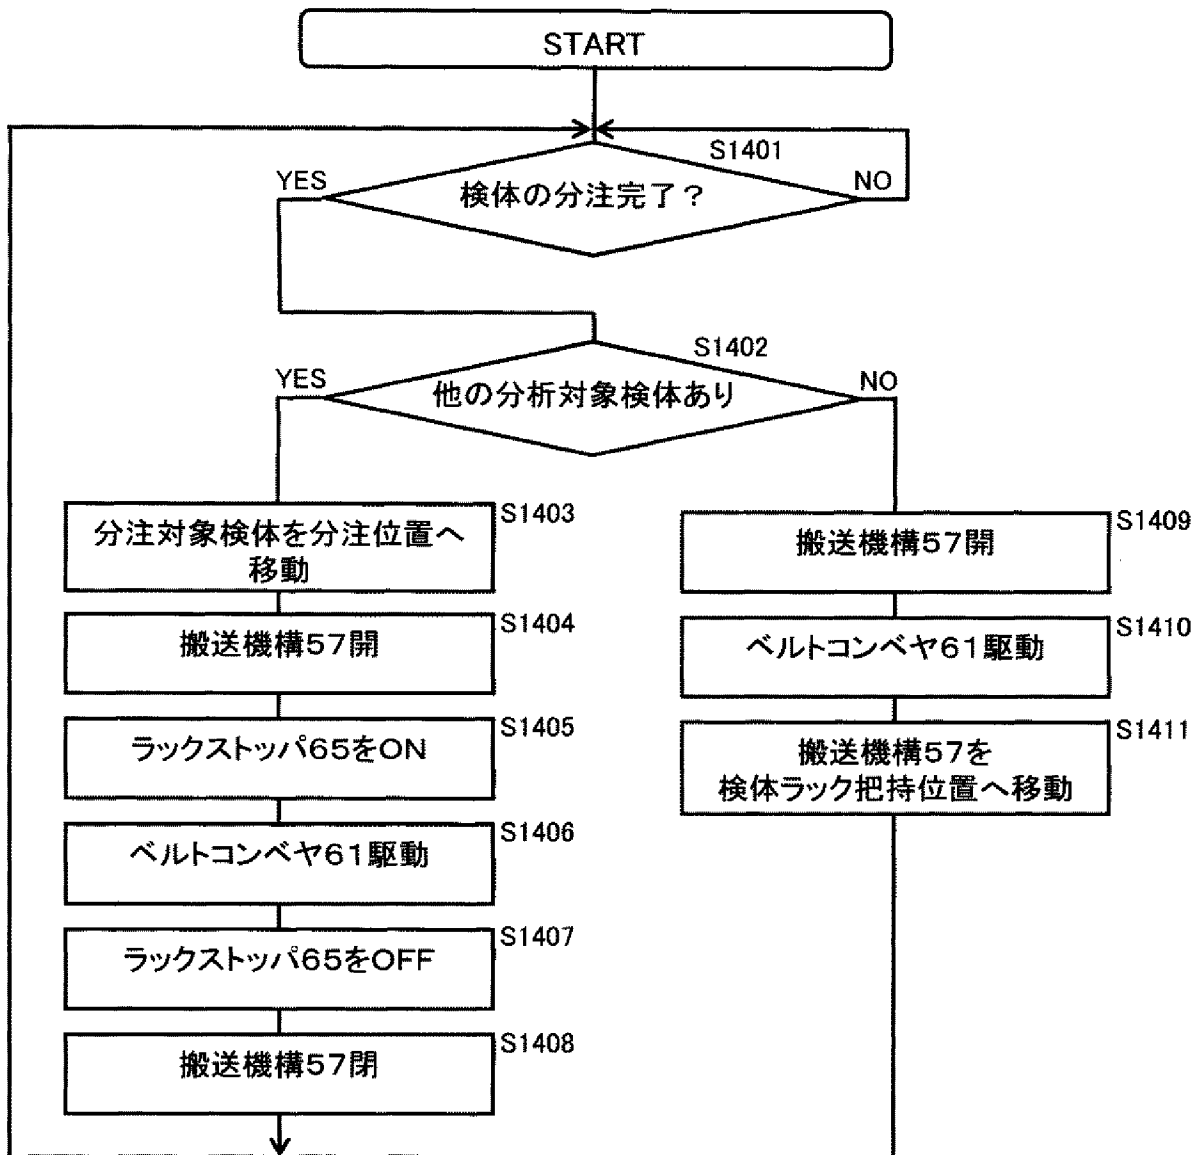 START
S1401
YES
検体の分注完了？
NO
S1402
YES
他の分析対象検体あり
NO
S1403
分注対象検体を分注位置へ
移動
S1404
搬送機構57開
S1405
ラックストッパ65をON
S1406
ベルトコンベヤ61駆動
S1407
ラックストッパ65をOFF
S1408
搬送機構57閉
S1409
搬送機構57開
S1410
ベルトコンベヤ61駆動
S1411
搬送機構57を
検体ラック把持位置へ移動